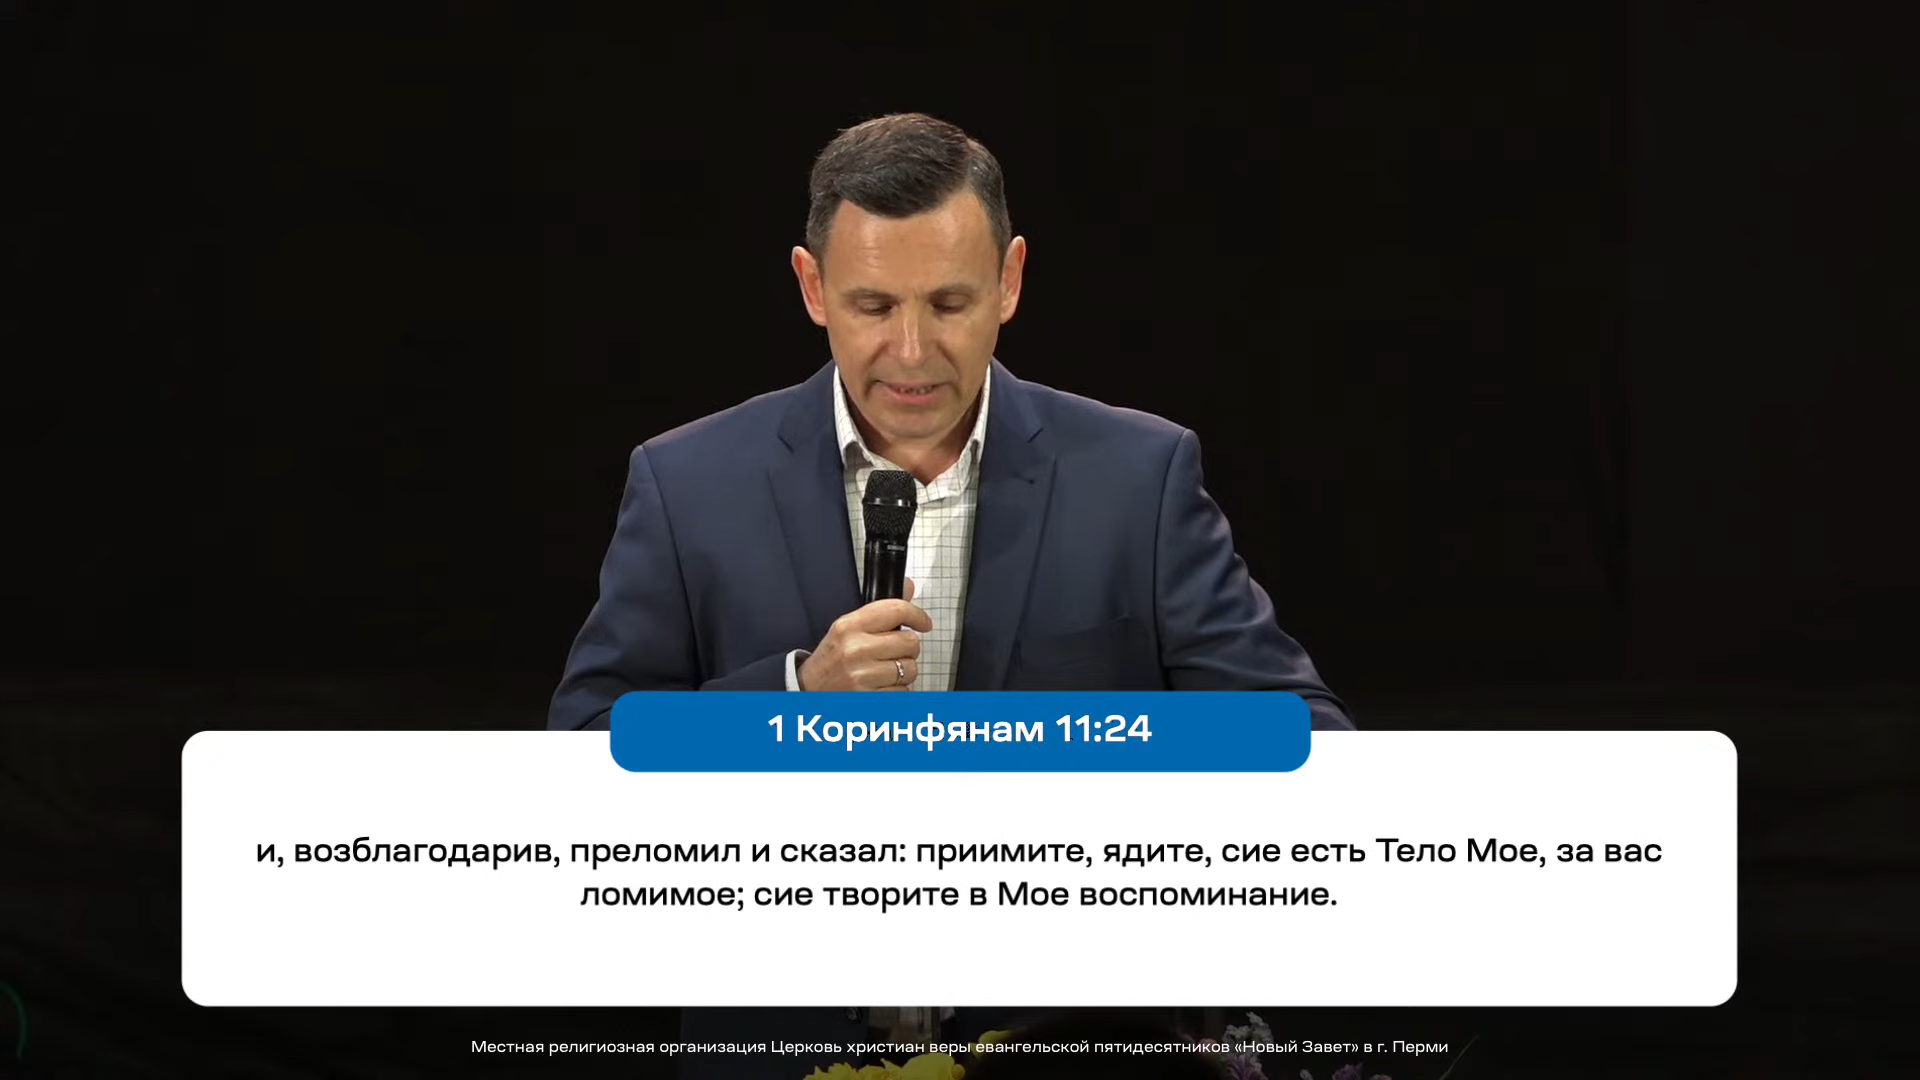 1 Коринфянам 11:24
и, возблагодарив, преломил и сказал: приимите, ядите, сие есть Тело Мое, за вас
ломимое; сие творите в Мое воспоминание.
Местная религиозная организация Церковь христиан веры евангельской пятидесятников «Новый Завет» в г. Перми